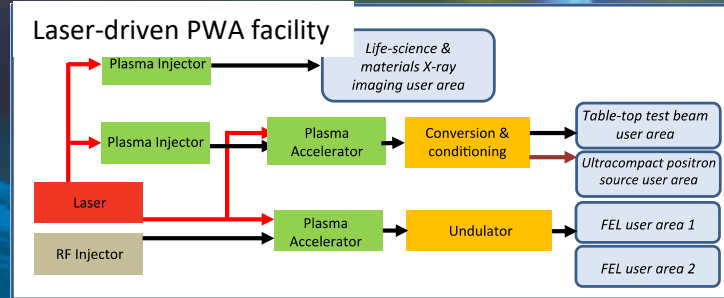 Laser-driven PWA facility
Plasma Injector
Life-science &
materials X-ray
imaging user area
Plasma Injector
Plasma
Accelerator
Conversion &
conditioning
Table-top test beam
user area
Ultracompact positron
source user area
Laser
RF Injector
Plasma
Accelerator
Undulator
FEL user area 1
FEL user area 2